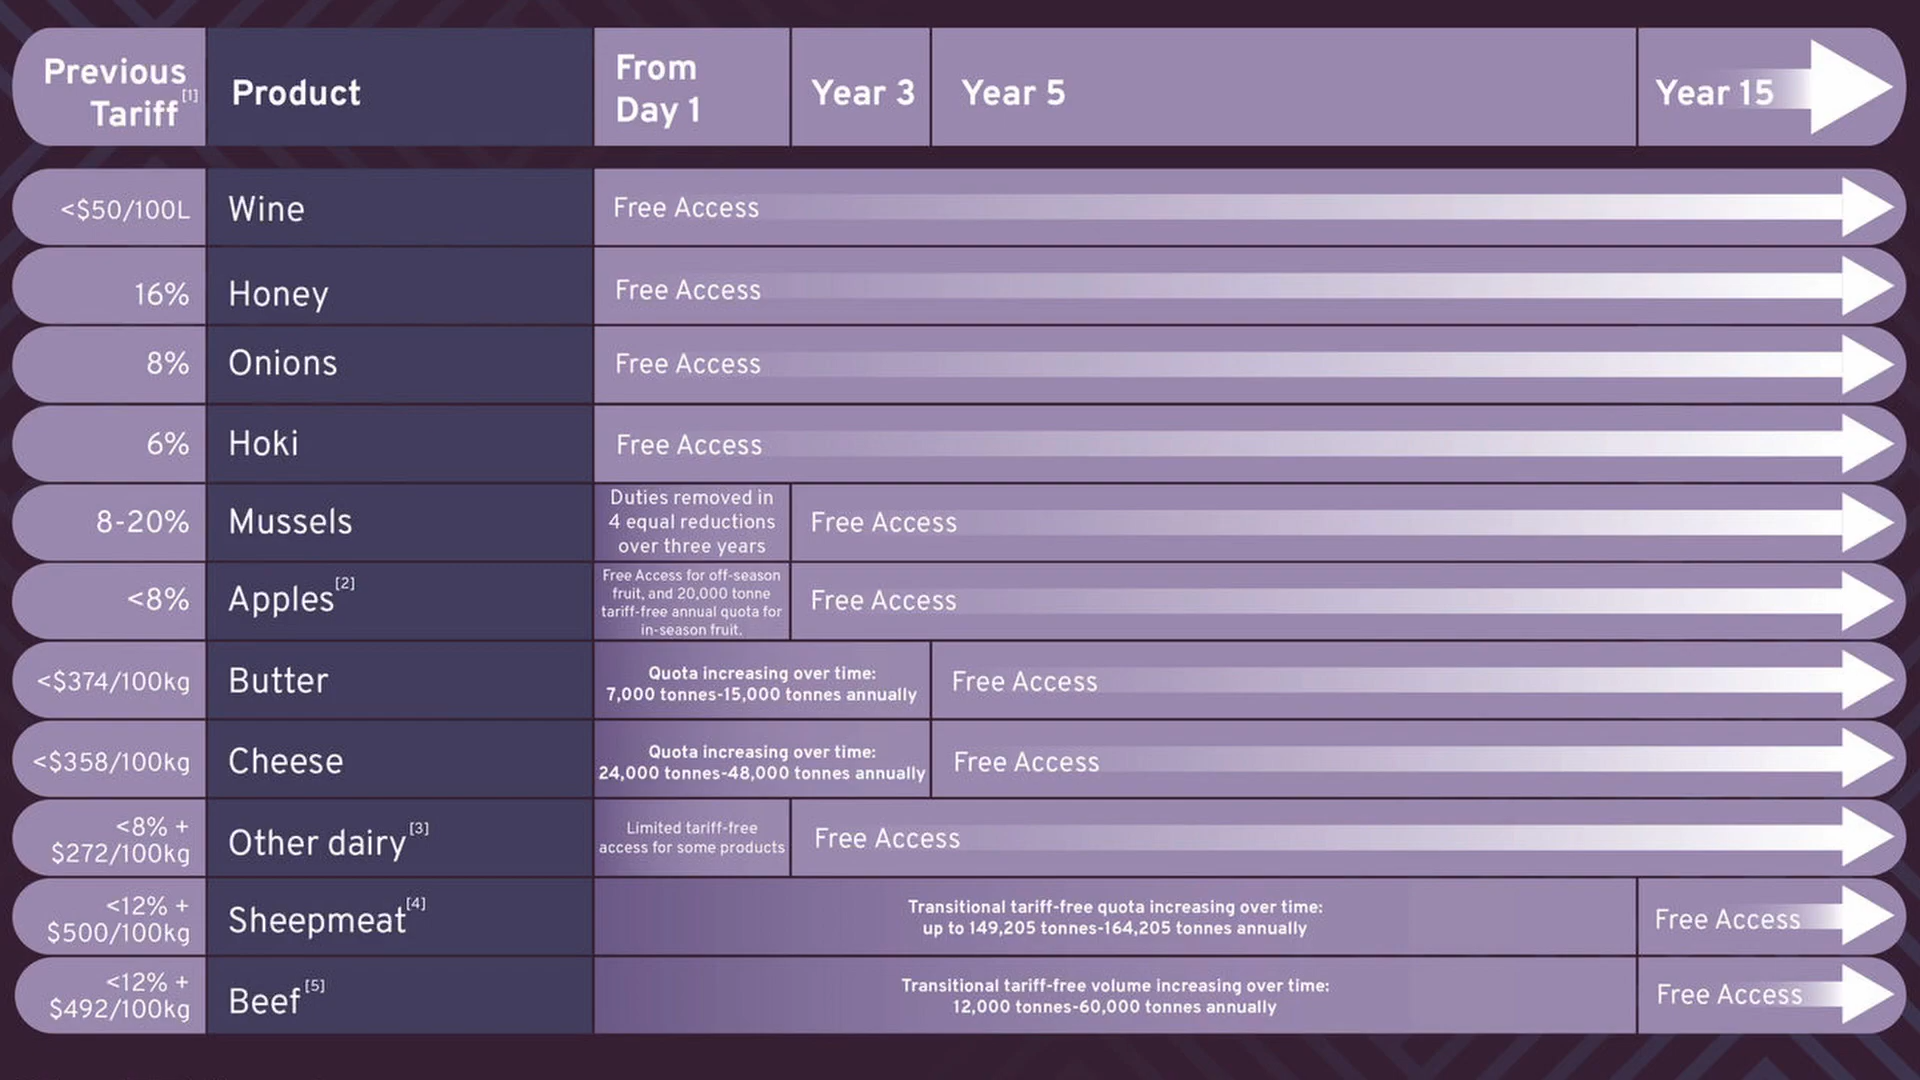 Previous
Tariff [1]
Product
From
Day 1
Year 3
Year 5
Year 15
<$50/100L
Wine
Free Access
16%
Honey
Free Access
8%
Onions
Free Access
6%
Hoki
Free Access
8-20%
Mussels
Duties removed in
4 equal reductions
over three years
Free Access
<8%
Apples [2]
Free Access for off-season
fruit, and 20,000 tonne
tariff-free annual quota for
in-season fruit.
Free Access
<$374/100kg
Butter
Quota increasing over time:
7,000 tonnes-15,000 tonnes annually
Free Access
<$358/100kg
Cheese
Quota increasing over time:
24,000 tonnes-48,000 tonnes annually
Free Access
<8% +
$272/100kg
Other dairy [3]
Limited tariff-free
access for some products
Free Access
<12% +
$500/100kg
Sheepmeat [4]
Transitional tariff-free quota increasing over time:
up to 149,205 tonnes-164,205 tonnes annually
Free Access
<12% +
$492/100kg
Beef [5]
Transitional tariff-free volume increasing over time:
12,000 tonnes-60,000 tonnes annually
Free Access